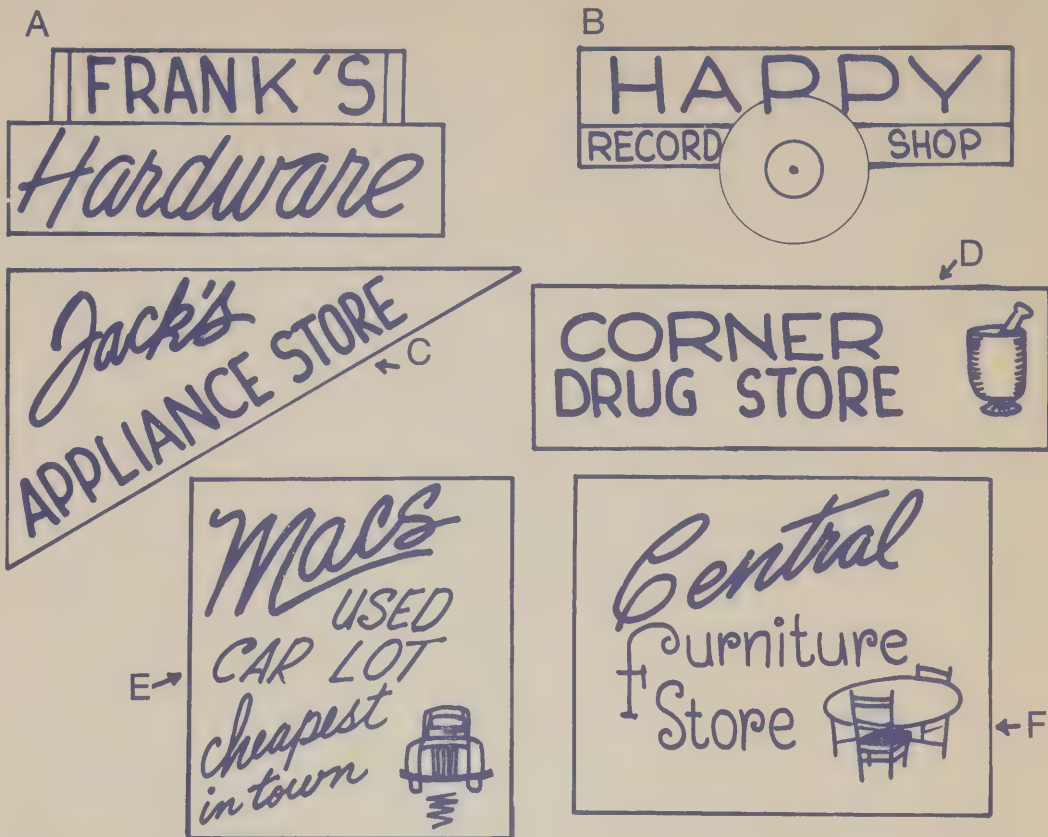 A
FRANK'S
Hardware
B
HAPPY
RECORD SHOP
Jack's
APPLIANCE STORE
C
D
CORNER
DRUG STORE
E
Macs
USED
CAR LOT
cheapest
in town
Central
Furniture
Store
F